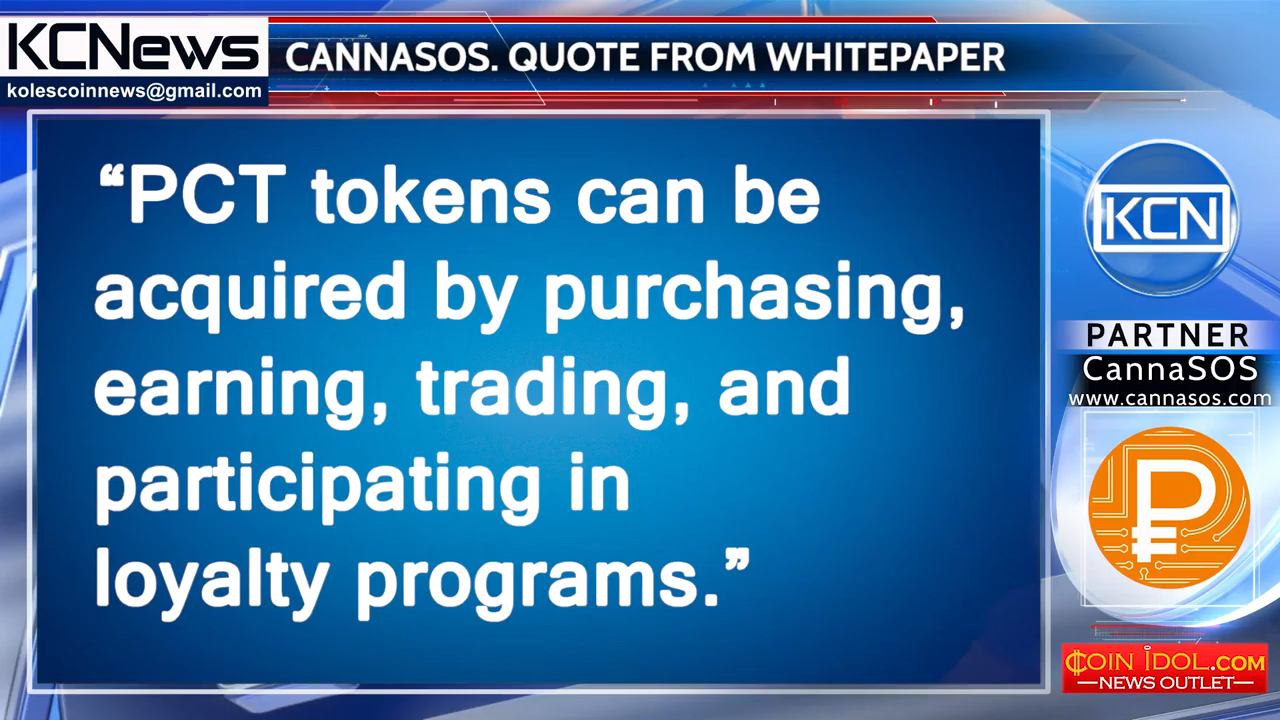 KCNews
kolescoinnews@gmail.com
CANNASOS. QUOTE FROM WHITEPAPER
“PCT tokens can be
acquired by purchasing,
earning, trading, and
participating in
loyalty programs.”
KCN
PARTNER
CannaSOS
www.cannasos.com
COIN IDOL.COM
—NEWS OUTLET—